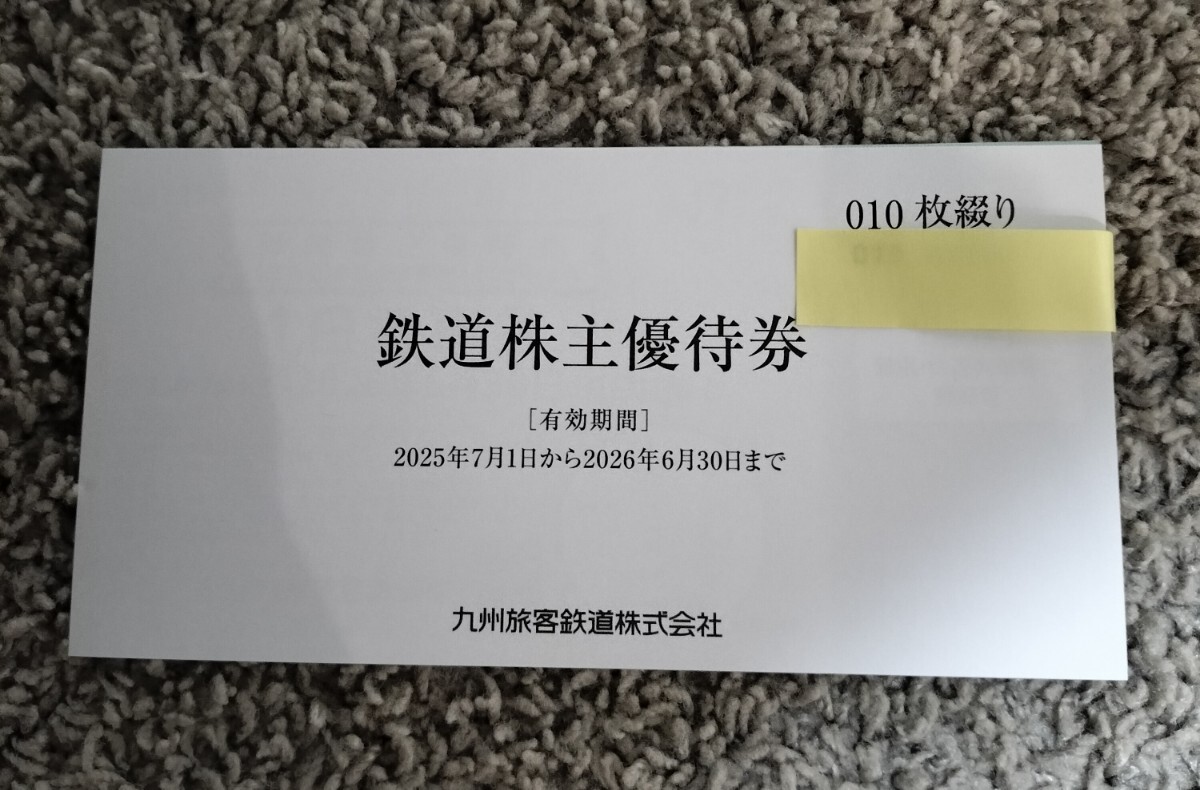 010 枚綴り
鉄道株主優待券
［有効期間］
2025年7月1日から2026年6月30日まで
九州旅客鉄道株式会社